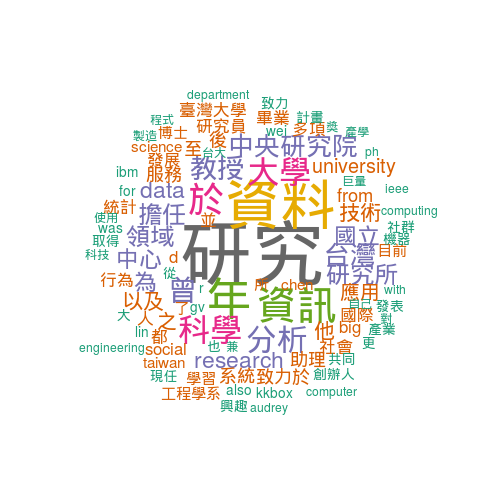 department
致力
臺灣大學 畢業 計畫
程式 研究員 wei 多項 獎 產學
製造 博士 後
science 至 台大 中央研究院 ph
發展 教授 大學 university 巨量
ibm 服務 ieee
for data 於 資料 from
統計 擔任 並 技術 computing
使用 社群
was 領域 國立 機器
取得 研究 台灣 目前
科技 中心 d 研究所
行為 從 為 曾 所 chen with
r 年 資訊 應用 自己
以及 了 gv 國際 發表
大 人 之 對
lin 都 科學 分析 他 big 產業
engineering social 也 兼 社會 更
taiwan research 助理 共同
現任 學習 系統 致力於 創辦人
工程學系 also kkbox computer
興趣 audrey